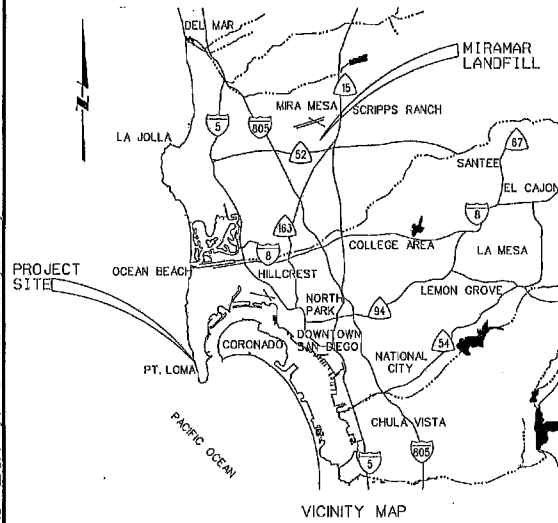 DEL MAR
MIRAMAR
LANDFILL
15
MIRA MESA
SCRIPPS RANCH
5
805
LA JOLLA
52
67
SANTEE
EL CAJON
163
8
8
COLLEGE AREA
LA MESA
OCEAN BEACH
HILLCREST
PROJECT
SITE
LEMON GROVE
NORTH
PARK
94
DOWNTOWN
SAN DIEGO
CORONADO
54
NATIONAL
CITY
PT. LOMA
PACIFIC OCEAN
CHULA VISTA
5
805
VICINITY MAP